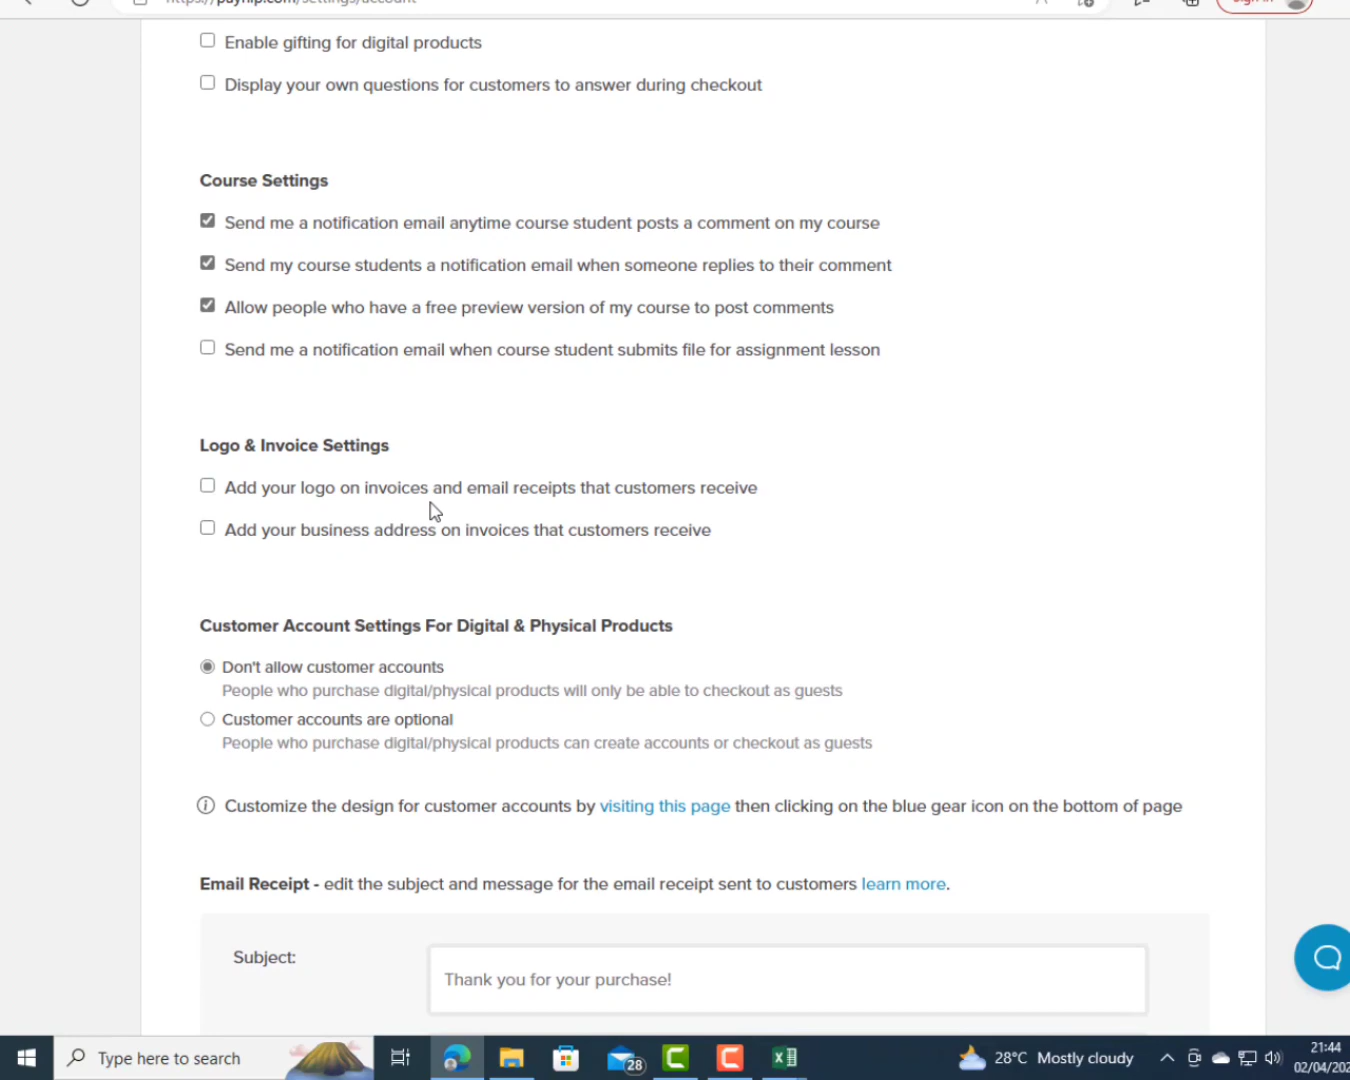 Enable gifting for digital products
Display your own questions for customers to answer during checkout
Course Settings
Send me a notification email anytime course student posts a comment on my course
Send my course students a notification email when someone replies to their comment
Allow people who have a free preview version of my course to post comments
Send me a notification email when course student submits file for assignment lesson
Logo & Invoice Settings
Add your logo on invoices and email receipts that customers receive
Add your business address on invoices that customers receive
Customer Account Settings For Digital & Physical Products
Don't allow customer accounts
People who purchase digital/physical products will only be able to checkout as guests
Customer accounts are optional
People who purchase digital/physical products can create accounts or checkout as guests
Customize the design for customer accounts by visiting this page then clicking on the blue gear icon on the bottom of page
Email Receipt - edit the subject and message for the email receipt sent to customers learn more.
Subject:
Thank you for your purchase!
Type here to search
28
28°C Mostly cloudy
21:44